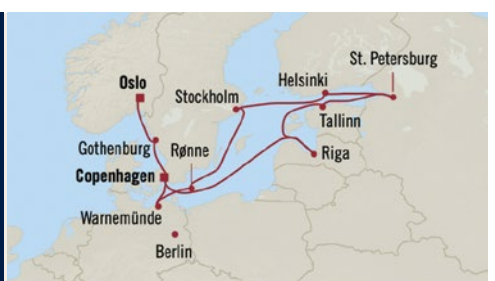 St. Petersburg
Helsinki
Oslo
Stockholm
Tallinn
Gothenburg
Rønne
Riga
Copenhagen
Warnemünde
Berlin